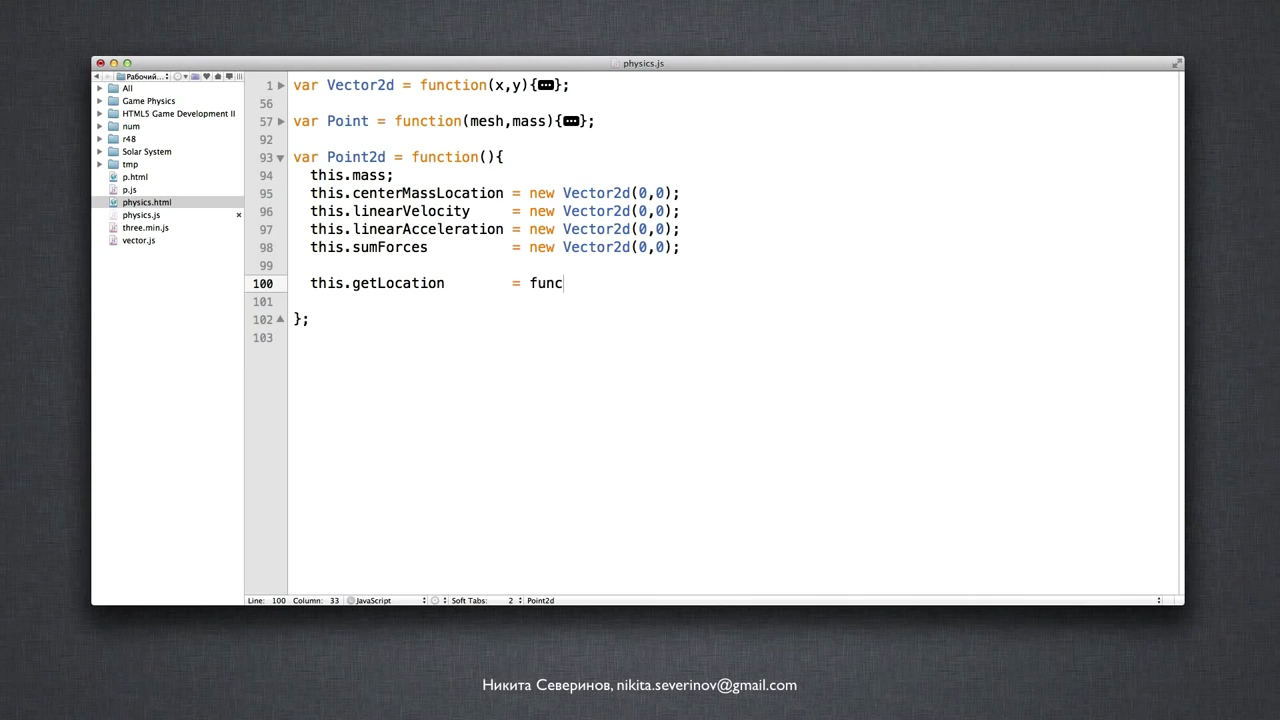 physics.js
Рабочий...
All
Game Physics
HTML5 Game Development II
num
r48
Solar System
tmp
p.html
p.js
physics.html
physics.js
three.min.js
vector.js
1 var Vector2d = function(x,y){...};
56
57 var Point = function(mesh,mass){...};
92
93 var Point2d = function(){
94 this.mass;
95 this.centerMassLocation = new Vector2d(0,0);
96 this.linearVelocity = new Vector2d(0,0);
97 this.linearAcceleration = new Vector2d(0,0);
98 this.sumForces = new Vector2d(0,0);
99
100 this.getLocation = func
101
102 };
103
Line: 100 Column: 33 JavaScript Soft Tabs: 2 Point2d
Никита Северинов, nikita.severinov@gmail.com